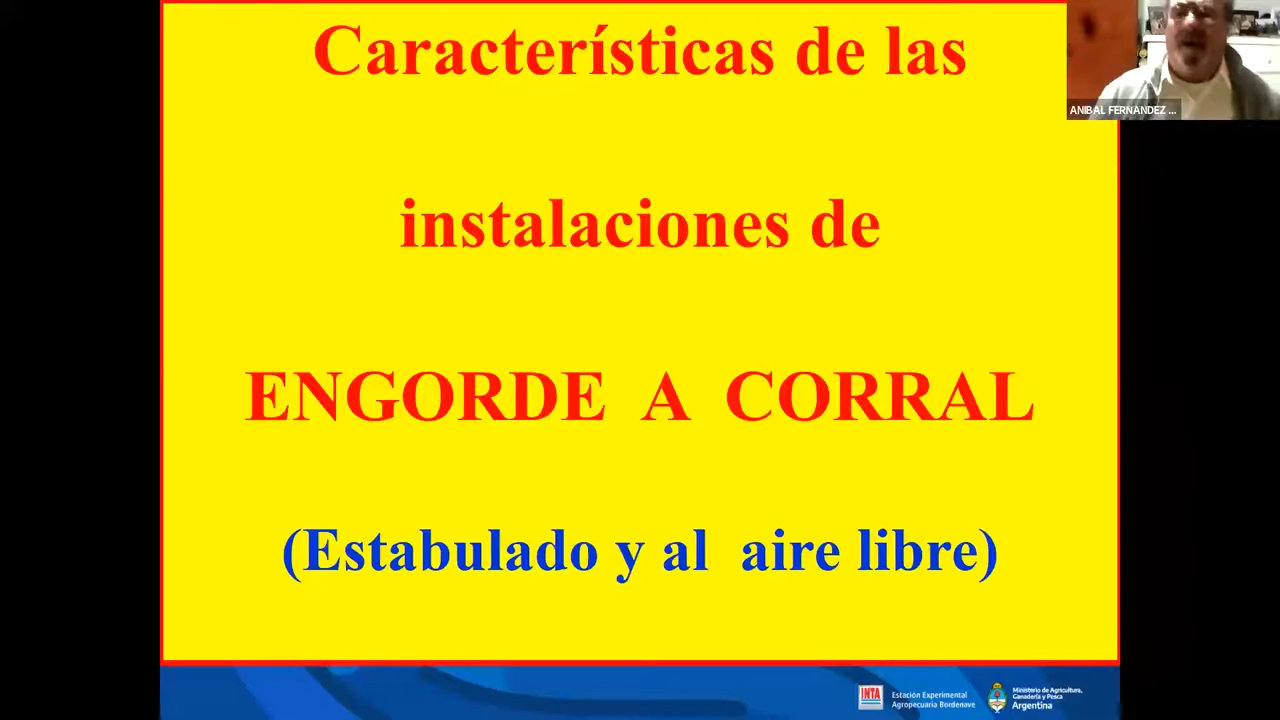 Características de las
instalaciones de
ENGORDE A CORRAL
(Estabulado y al aire libre)
ANIBAL FERNANDEZ ...
INTA
Estación Experimental
Agropecuaria Bordenave
Ministerio de Agricultura,
Ganadería y Pesca
Argentina